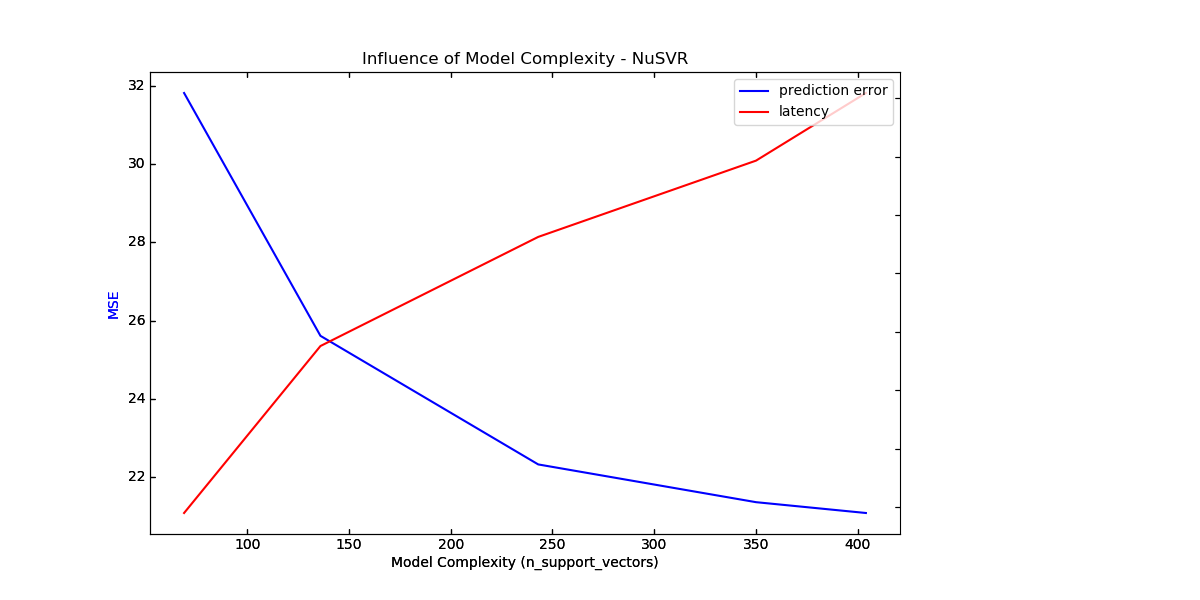 Influence of Model Complexity - NuSVR
prediction error
latency
32
30
28
26
24
22
MSE
100 150 200 250 300 350 400
Model Complexity (n_support_vectors)